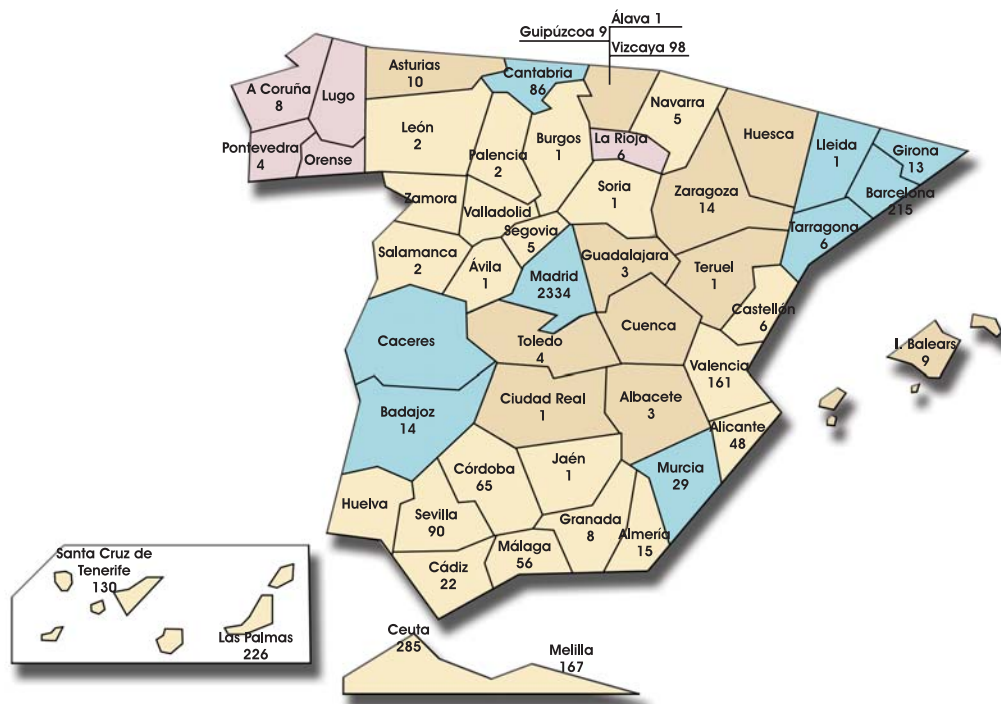 Álava 1
Guipúzcoa 9
Vizcaya 98
Asturias
10
Cantabria
86
A Coruña
8
Lugo
Navarra
5
Huesca
León
2
Palencia
2
Burgos
1
La Rioja
6
Lleida
1
Girona
13
Pontevedra
4
Orense
Barcelona
215
Zamora
Valladolid
Soria
1
Zaragoza
14
Tarragona
6
Segovia
5
Salamanca
2
Ávila
1
Madrid
2334
Guadalajara
3
Teruel
1
Castellón
6
Caceres
Toledo
4
Cuenca
I. Balears
9
Valencia
161
Badajoz
14
Ciudad Real
1
Albacete
3
Alicante
48
Córdoba
65
Jaén
1
Murcia
29
Huelva
Sevilla
90
Granada
8
Almería
15
Málaga
56
Cádiz
22
Santa Cruz de
Tenerife
130
Las Palmas
226
Ceuta
285
Melilla
167